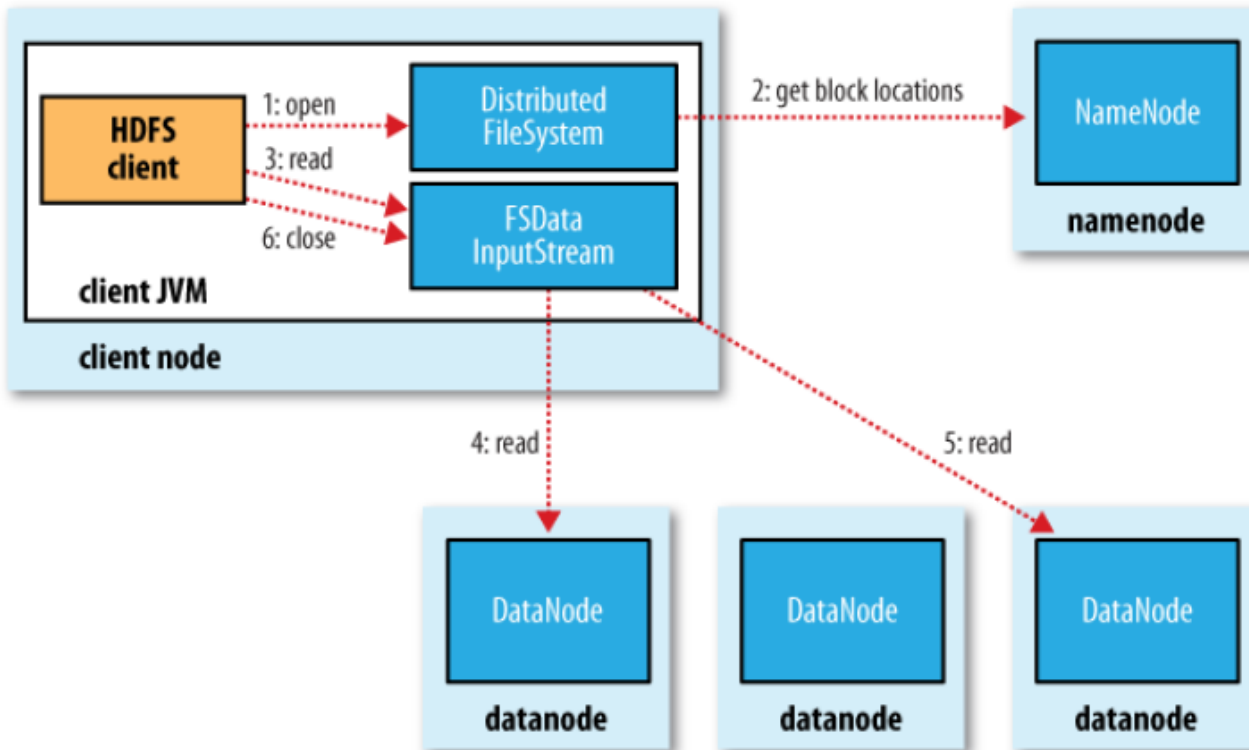 HDFS
client
1: open
3: read
6: close
Distributed
FileSystem
FSData
InputStream
client JVM
client node
2: get block locations
NameNode
namenode
4: read
5: read
DataNode
datanode
DataNode
datanode
DataNode
datanode